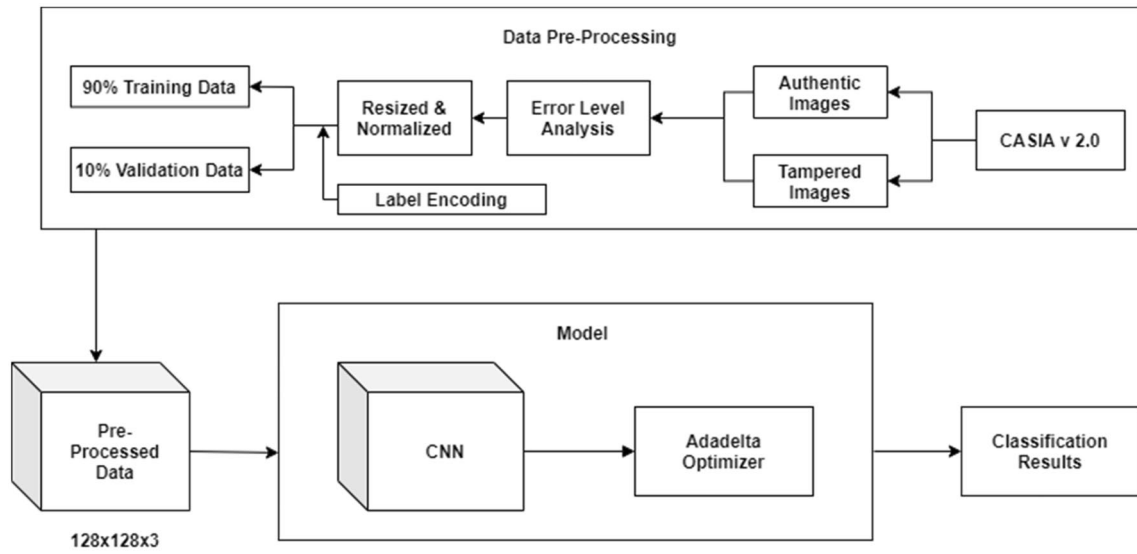 Data Pre-Processing
90% Training Data
10% Validation Data
Resized &
Normalized
Label Encoding
Error Level
Analysis
Authentic
Images
Tampered
Images
CASIA v 2.0
Pre-
Processed
Data
128x128x3
Model
CNN
Adadelta
Optimizer
Classification
Results